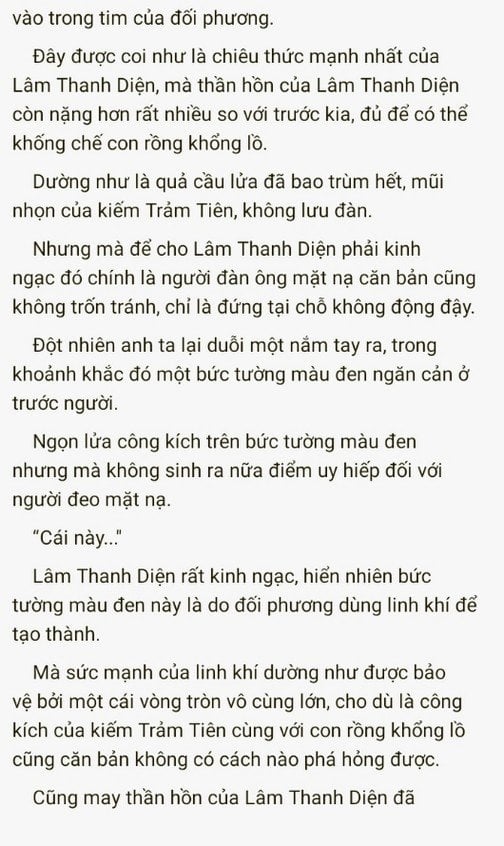 vào trong tim của đối phương.
Đây được coi như là chiêu thức mạnh nhất của
Lâm Thanh Diện, mà thần hồn của Lâm Thanh Diện
còn nặng hơn rất nhiều so với trước kia, đủ để có thể
khống chế con rồng khổng lồ.
Dường như là quả cầu lửa đã bao trùm hết, mũi
nhọn của kiếm Trảm Tiên, không lưu đàn.
Nhưng mà để cho Lâm Thanh Diện phải kinh
ngạc đó chính là người đàn ông mặt nạ căn bản cũng
không trốn tránh, chỉ là đứng tại chỗ không động đậy.
Đột nhiên anh ta lại duỗi một nắm tay ra, trong
khoảnh khắc đó một bức tường màu đen ngăn cản ở
trước người.
Ngọn lửa công kích trên bức tường màu đen
nhưng mà không sinh ra nữa điểm uy hiếp đối với
người đeo mặt nạ.
“Cái này..."
Lâm Thanh Diện rất kinh ngạc, hiển nhiên bức
tường màu đen này là do đối phương dùng linh khí để
tạo thành.
Mà sức mạnh của linh khí dường như được bảo
vệ bởi một cái vòng tròn vô cùng lớn, cho dù là công
kích của kiếm Trảm Tiên cùng với con rồng khổng lồ
cũng căn bản không có cách nào phá hỏng được.
Cũng may thần hồn của Lâm Thanh Diện đã